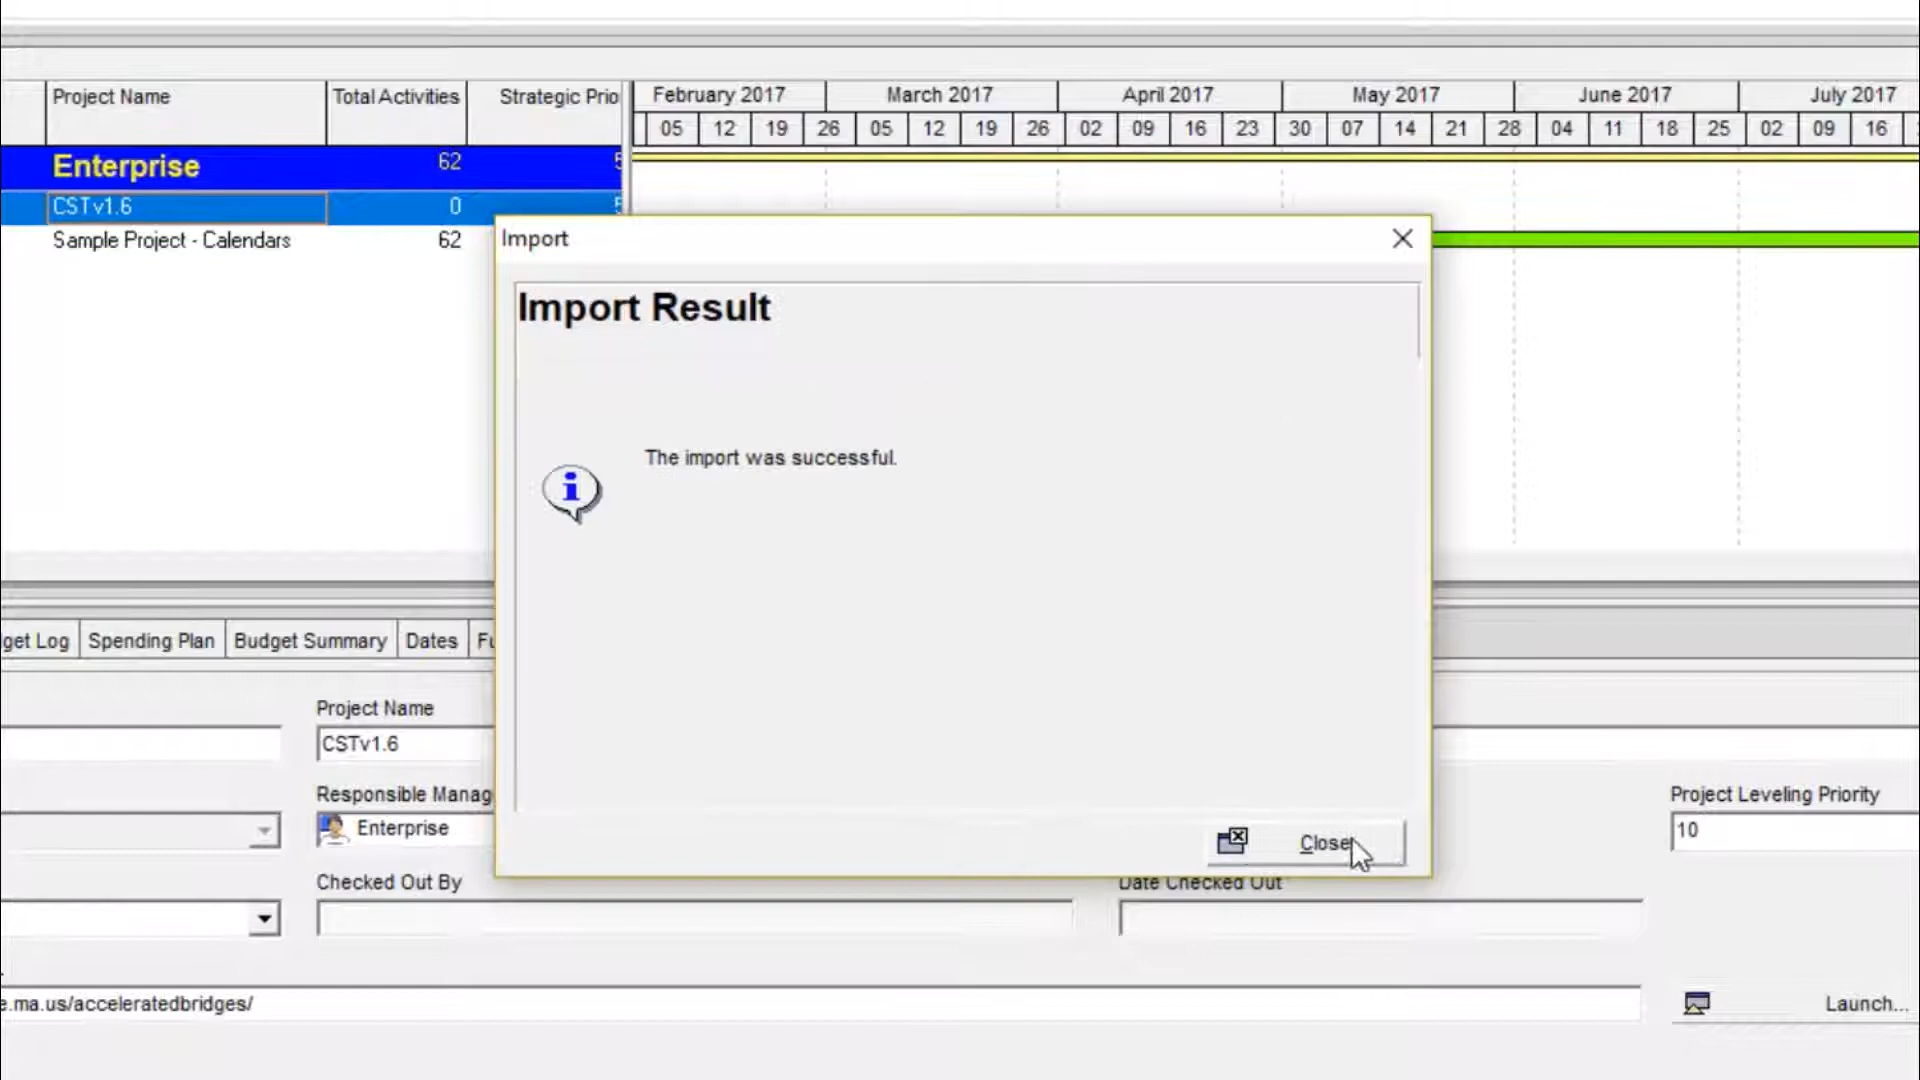 Project Name Total Activities Strategic Prio February 2017 March 2017 April 2017 May 2017 June 2017 July 2017
05 12 19 26 05 12 19 26 02 09 16 23 30 07 14 21 28 04 11 18 25 02 09 16
Enterprise 62 5
CSTv1.6 0 5
Sample Project - Calendars 62
Import
Import Result
The import was successful.
Close
get Log Spending Plan Budget Summary Dates Fu
Project Name
CSTv1.6
Responsible Manag
Enterprise
Project Leveling Priority
10
Checked Out By
Date Checked Out
e.ma.us/acceleratedbridges/
Launch...